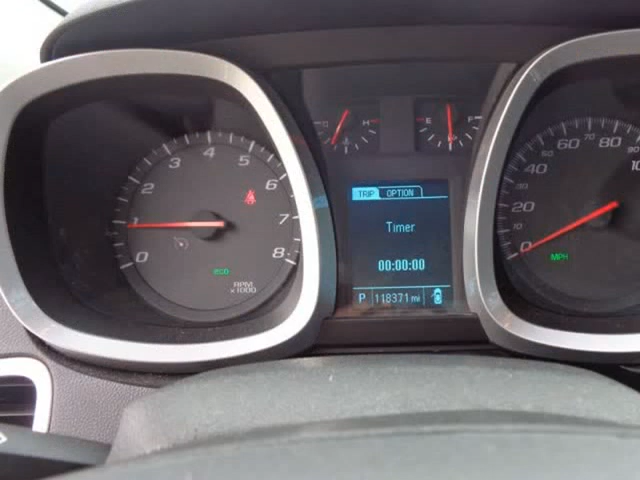 0 1 2 3 4 5 6 7 8
RPM
x1000
ECO
H
E F
TRIP OPTION
Timer
00:00:00
P 118371 mi
0 20 40 60 80
MPH